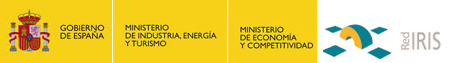 GOBIERNO
DE ESPAÑA
MINISTERIO
DE INDUSTRIA, ENERGÍA
Y TURISMO
MINISTERIO
DE ECONOMÍA
Y COMPETITIVIDAD
Red IRIS